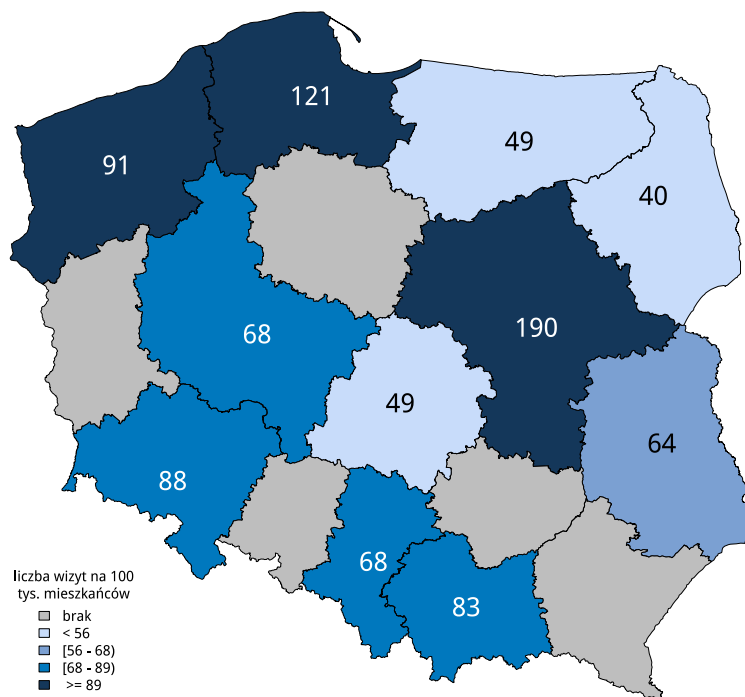 121
91
49
40
190
68
49
64
88
68
83
liczba wizyt na 100
tys. mieszkańców
brak
< 56
[56 - 68)
[68 - 89)
>= 89